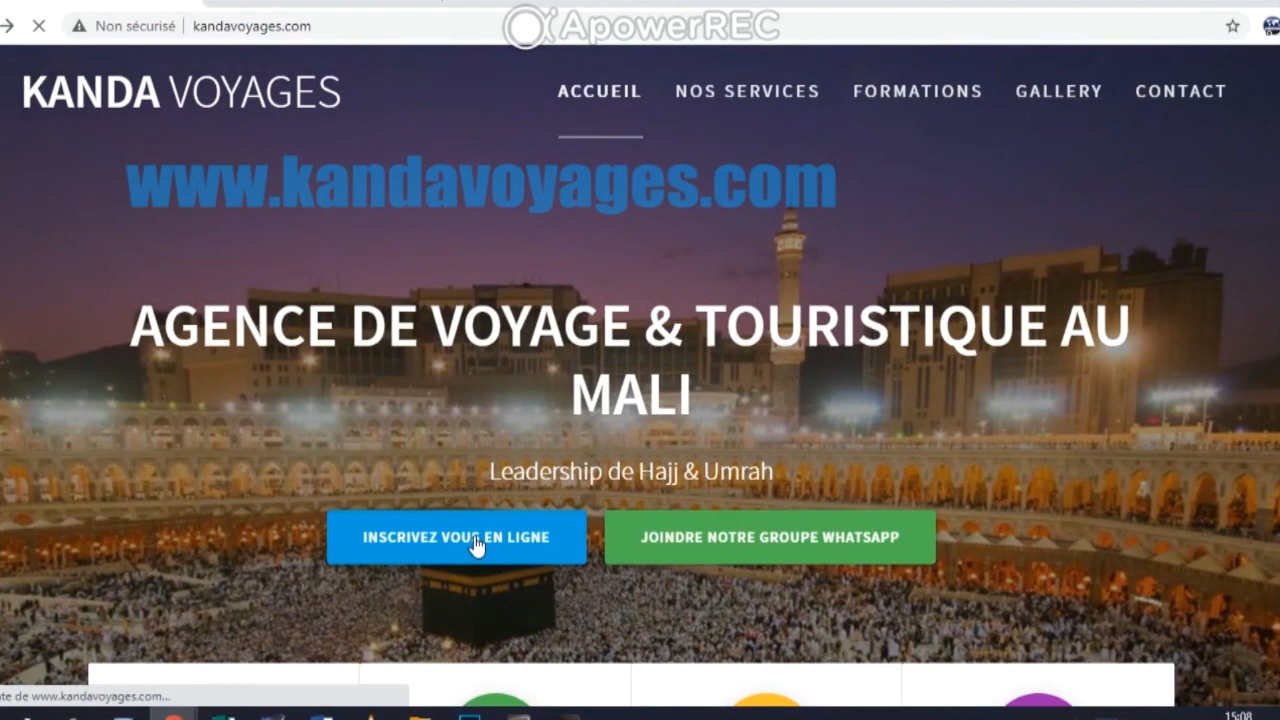 Non sécurisé
kandavoyages.com
ApowerREC
KANDA VOYAGES
ACCUEIL
NOS SERVICES
FORMATIONS
GALLERY
CONTACT
www.kandavoyages.com
AGENCE DE VOYAGE & TOURISTIQUE AU
MALI
Leadership de Hajj & Umrah
INSCRIVEZ VOUS EN LIGNE
JOINDRE NOTRE GROUPE WHATSAPP
de www.kandavoyages.com...
15:08